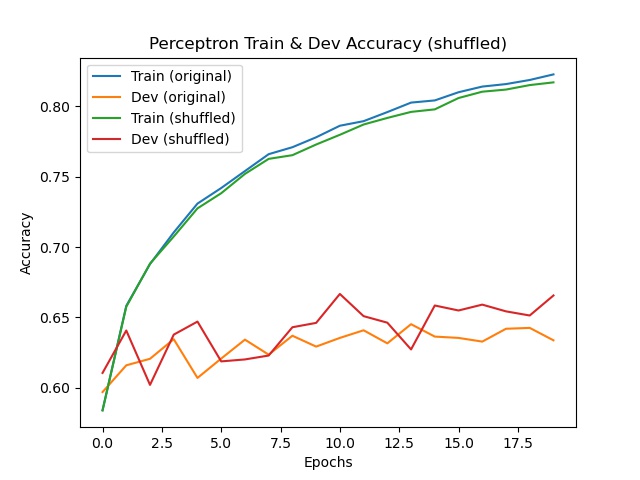 Perceptron Train & Dev Accuracy (shuffled)
Train (original)
Dev (original)
Train (shuffled)
Dev (shuffled)
Accuracy
0.80
0.75
0.70
0.65
0.60
0.0 2.5 5.0 7.5 10.0 12.5 15.0 17.5
Epochs